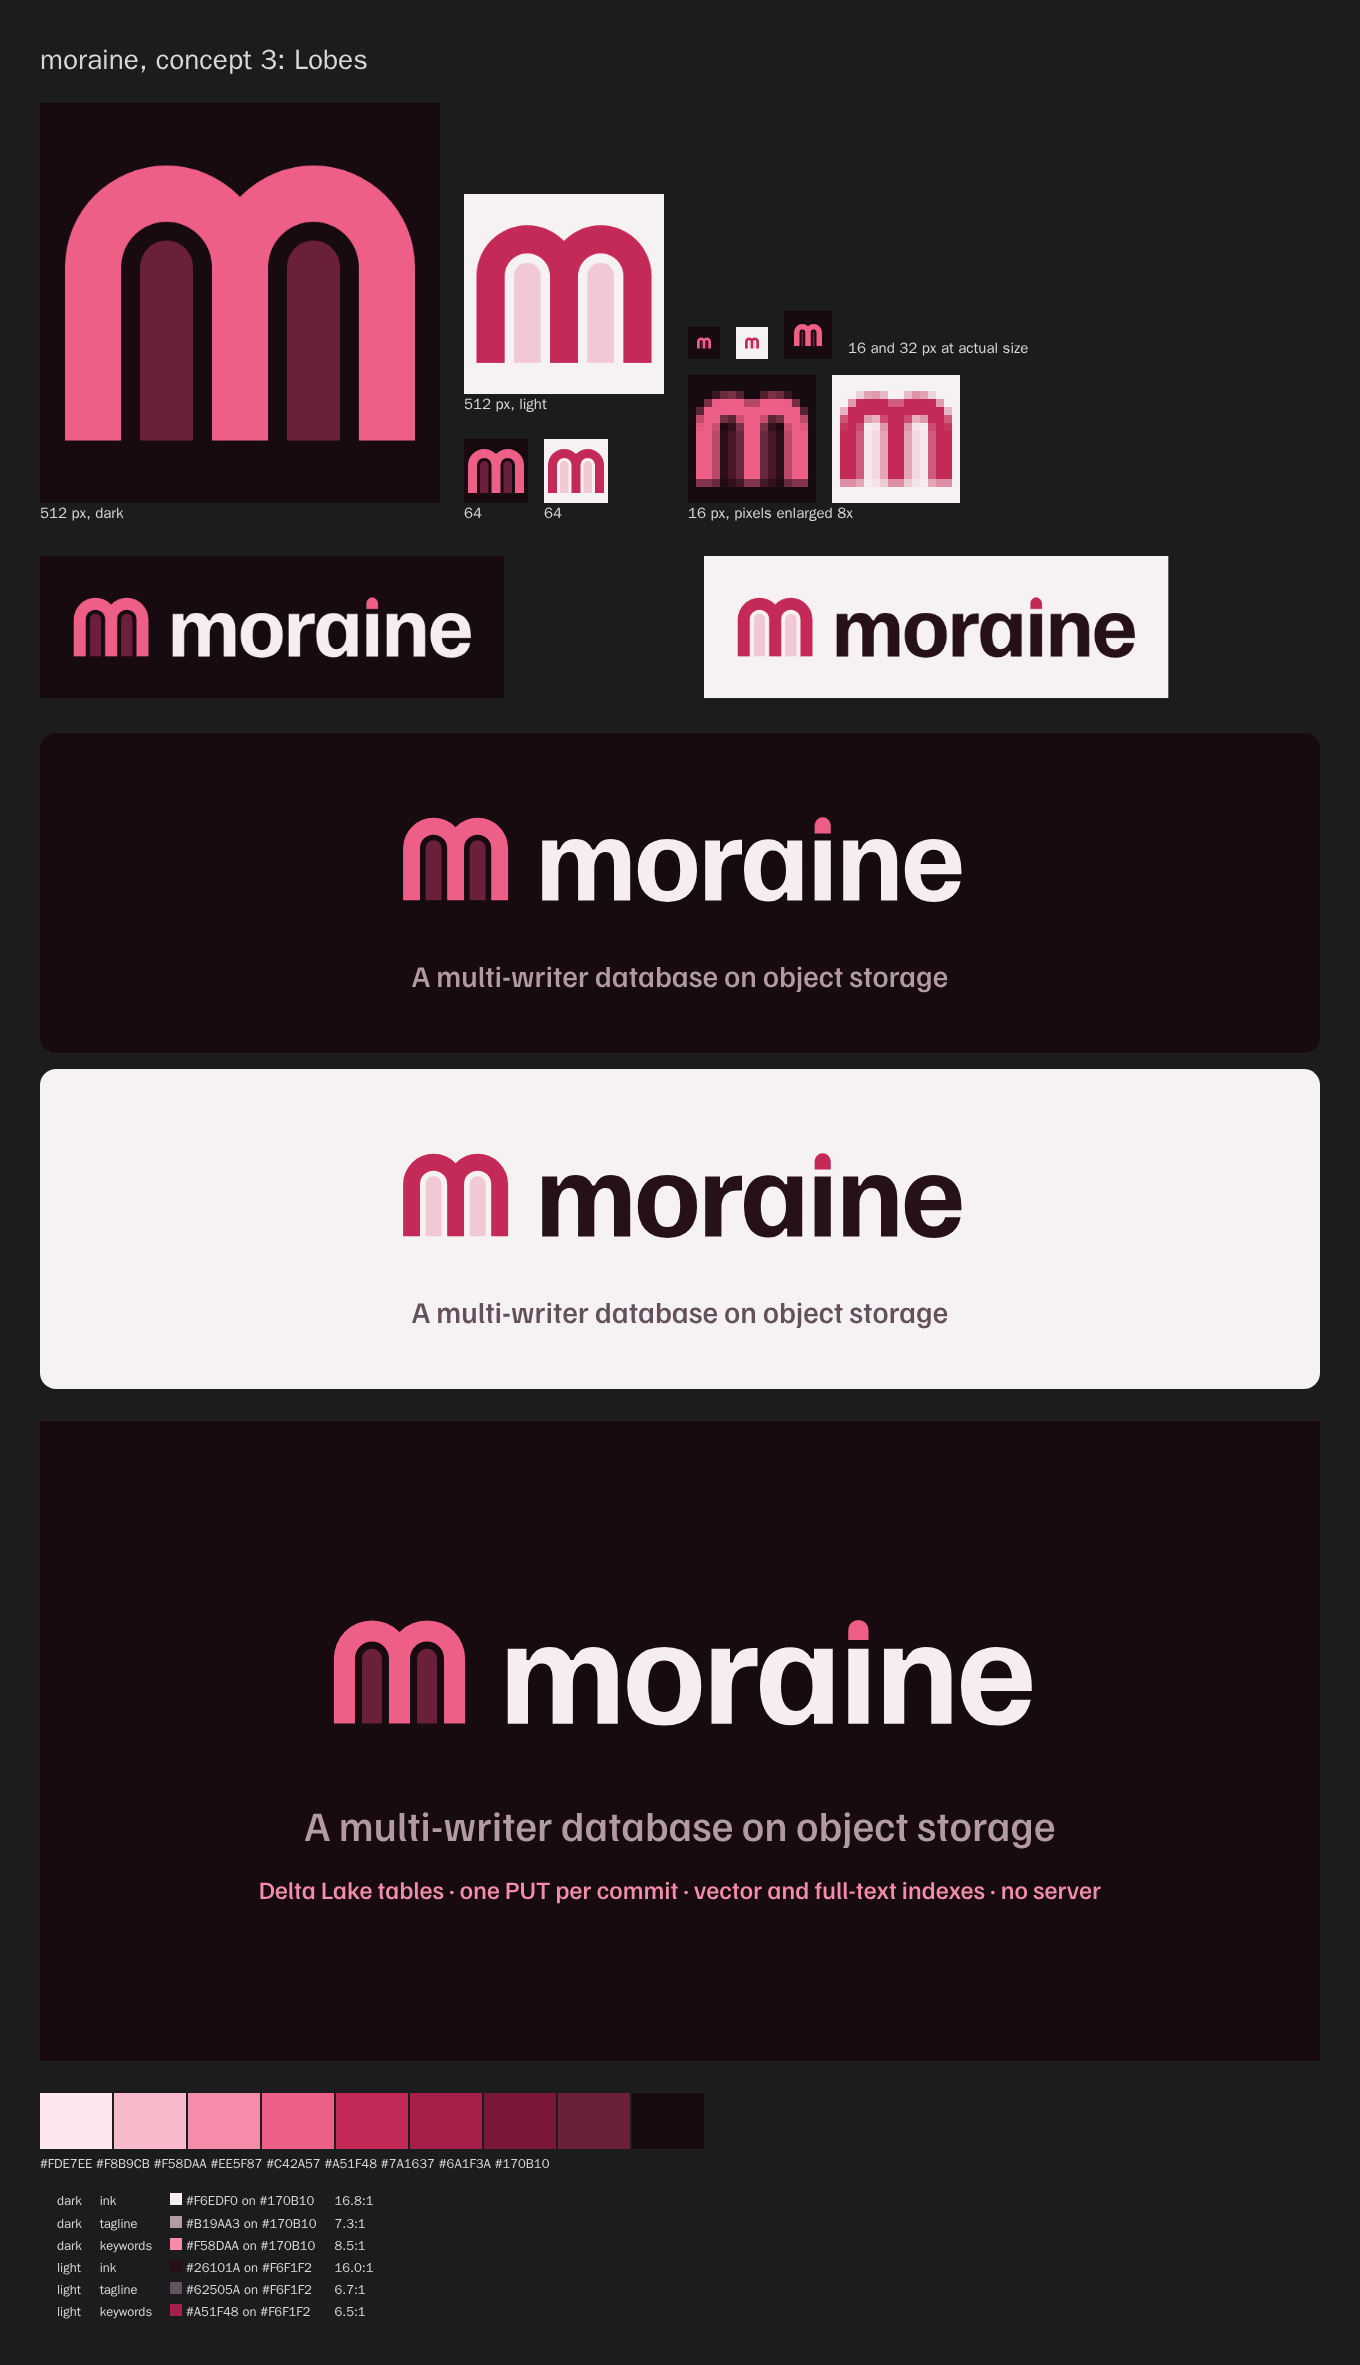 moraine, concept 3: Lobes
512 px, light
16 and 32 px at actual size
512 px, dark
64
64
16 px, pixels enlarged 8x
moraine
moraine
moraine
A multi-writer database on object storage
moraine
A multi-writer database on object storage
moraine
A multi-writer database on object storage
Delta Lake tables · one PUT per commit · vector and full-text indexes · no server
#FDE7EE #F8B9CB #F58DAA #EE5F87 #C42A57 #A51F48 #7A1637 #6A1F3A #170B10
dark ink #F6EDF0 on #170B10 16.8:1
dark tagline #B19AA3 on #170B10 7.3:1
dark keywords #F58DAA on #170B10 8.5:1
light ink #26101A on #F6F1F2 16.0:1
light tagline #62505A on #F6F1F2 6.7:1
light keywords #A51F48 on #F6F1F2 6.5:1